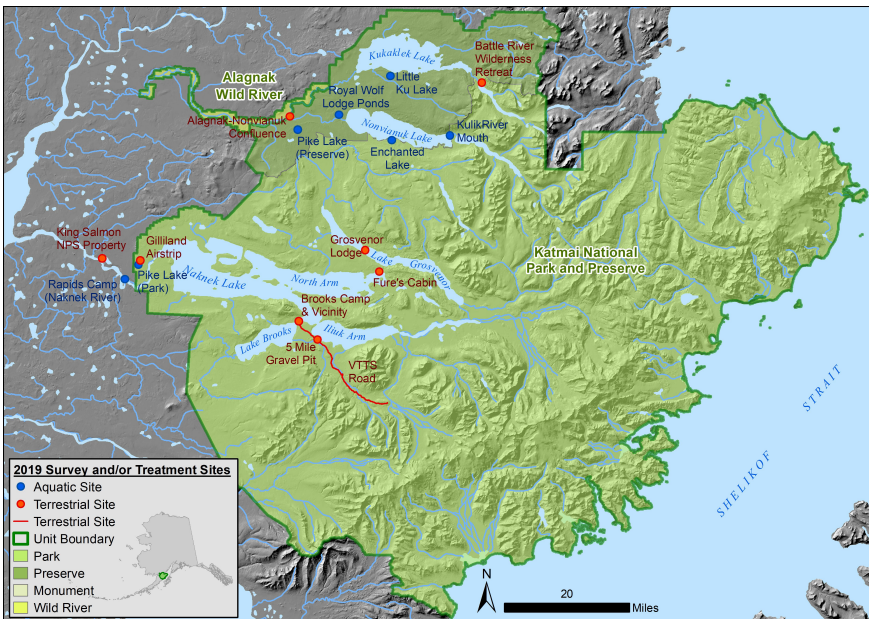 Kukaklek Lake
Battle River
Wilderness
Retreat
Alagnak
Wild River
Little
Ku Lake
Royal Wolf
Lodge Ponds
Alagnak-Nonvianuk
Confluence
Nonvianuk Lake
KulikRiver
Mouth
Pike Lake
(Preserve)
Enchanted
Lake
King Salmon
NPS Property
Gilliland
Airstrip
Grosvenor
Lodge
Lake Grosvenor
Katmai National
Park and Preserve
Pike Lake
(Park)
Naknek Lake
North Arm
Fure's Cabin
Rapids Camp
(Naknek River)
Brooks Camp
& Vicinity
Lake Brooks
Iliuk Arm
5 Mile
Gravel Pit
VTTS
Road
SHELIKOF STRAIT
2019 Survey and/or Treatment Sites
Aquatic Site
Terrestrial Site
Terrestrial Site
Unit Boundary
Park
Preserve
Monument
Wild River
N
20
Miles